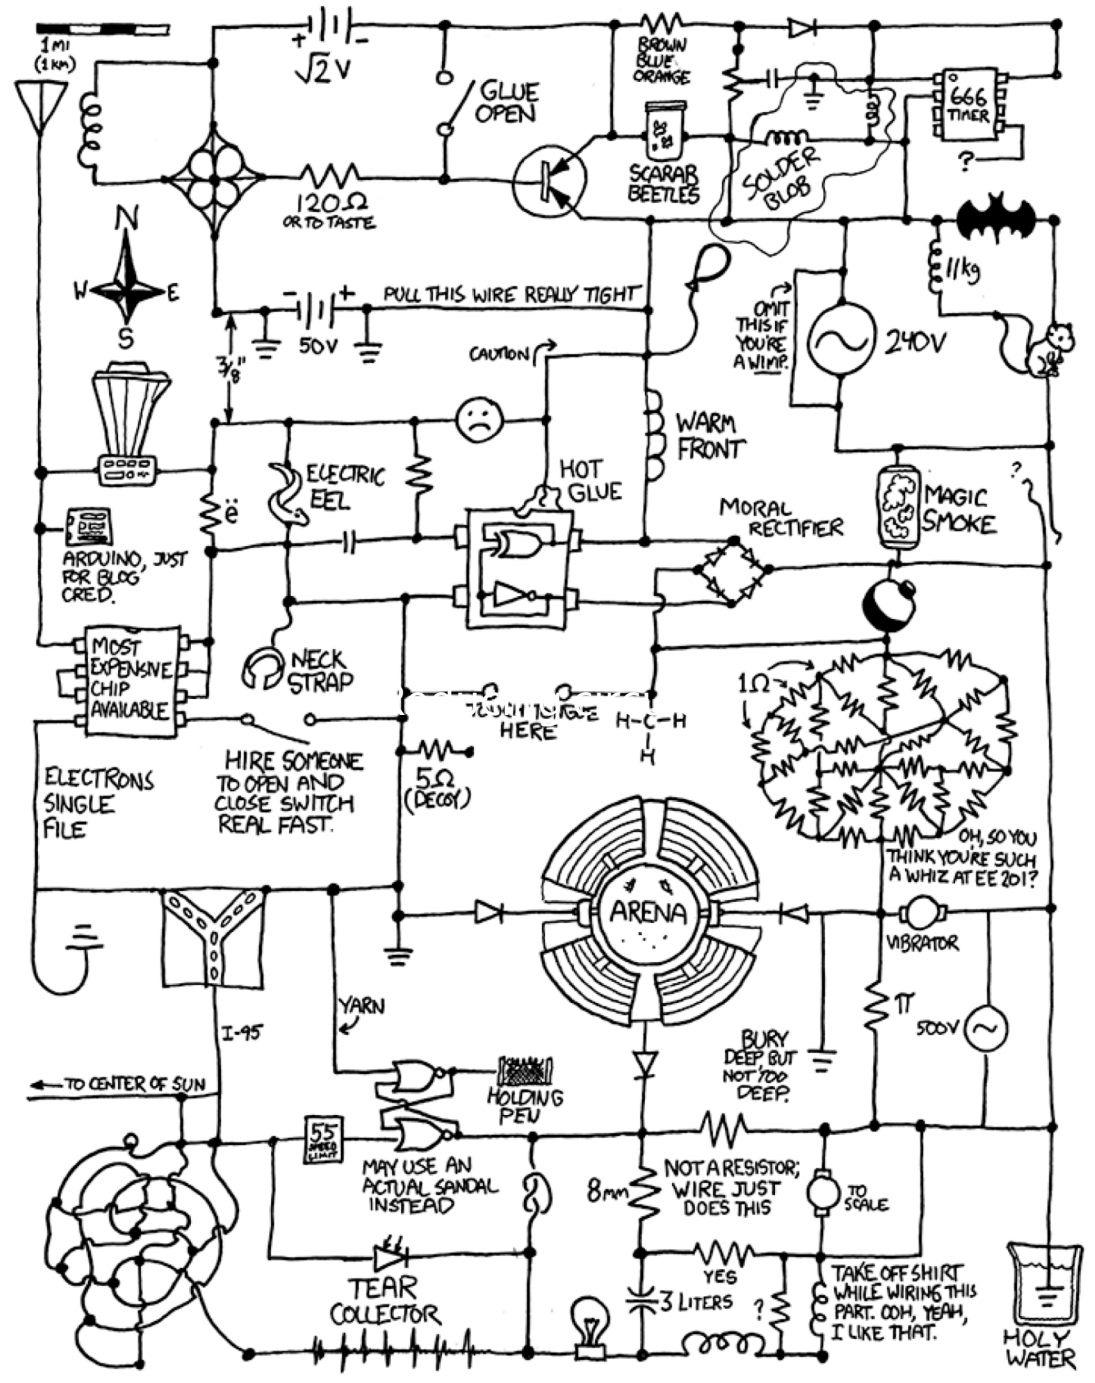 1 MI
(1 KM)
+
-
√2 V
GLUE
OPEN
BROWN
BLUE
ORANGE
666
TIMER
?
SCARAB
BEETLES
SOLDER
BLOB
120Ω
OR TO TASTE
N
W
E
S
-
+
50V
PULL THIS WIRE REALLY TIGHT
3/8"
CAUTION
OMIT
THIS IF
YOU'RE
A WIMP.
240V
11kg
WARM
FRONT
ELECTRIC
EEL
HOT
GLUE
ë
MORAL
RECTIFIER
MAGIC
SMOKE
?
ARDUINO, JUST
FOR BLOG
CRED.
MOST
EXPENSIVE
CHIP
AVAILABLE
NECK
STRAP
HERE
H-C-H
H
1Ω
HIRE SOMEONE
TO OPEN AND
CLOSE SWITCH
REAL FAST.
5Ω
(DECOY)
ELECTRONS
SINGLE
FILE
OH, SO YOU
THINK YOU'RE SUCH
A WHIZ AT EE 201?
ARENA
VIBRATOR
π
500V
YARN
I-95
BURY
DEEP, BUT
NOT TOO
DEEP.
TO CENTER OF SUN
HOLDING
PEN
55
SPEED
LIMIT
MAY USE AN
ACTUAL SANDAL
INSTEAD
NOT A RESISTOR;
WIRE JUST
DOES THIS
8mm
TO
SCALE
YES
TEAR
COLLECTOR
3 LITERS
?
TAKE OFF SHIRT
WHILE WIRING THIS
PART. OOH, YEAH,
I LIKE THAT.
HOLY
WATER